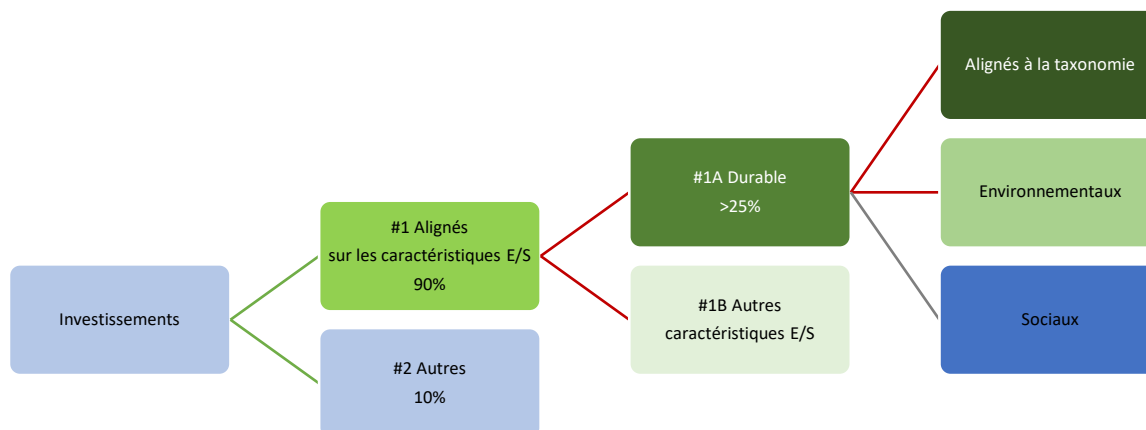 Investissements
#1 Alignés
sur les caractéristiques E/S
90%
#2 Autres
10%
#1A Durable
>25%
#1B Autres
caractéristiques E/S
Alignés à la taxonomie
Environnementaux
Sociaux